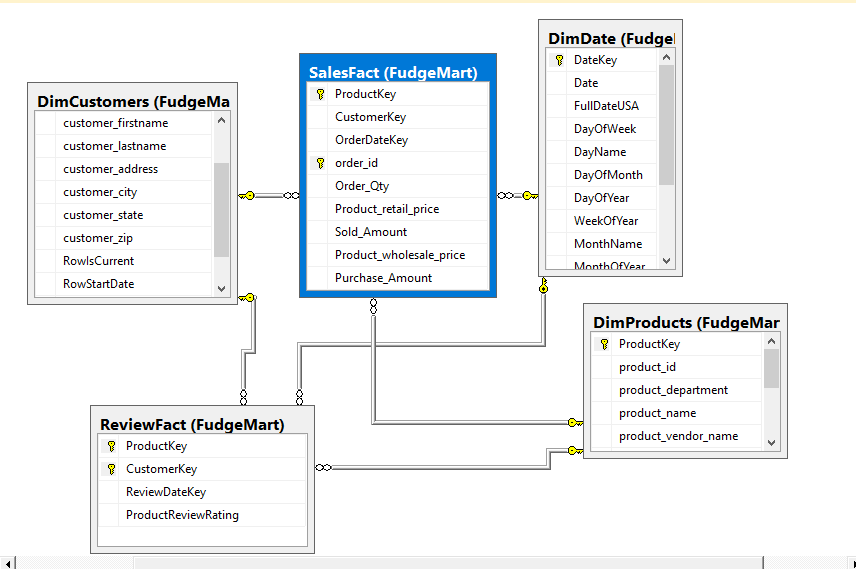 DimCustomers (FudgeMa
customer_firstname
customer_lastname
customer_address
customer_city
customer_state
customer_zip
RowIsCurrent
RowStartDate
SalesFact (FudgeMart)
ProductKey
CustomerKey
OrderDateKey
order_id
Order_Qty
Product_retail_price
Sold_Amount
Product_wholesale_price
Purchase_Amount
DimDate (Fudgel
DateKey
Date
FullDateUSA
DayOfWeek
DayName
DayOfMonth
DayOfYear
WeekOfYear
MonthName
MonthOfYear
DimProducts (FudgeMar
ProductKey
product_id
product_department
product_name
product_vendor_name
ReviewFact (FudgeMart)
ProductKey
CustomerKey
ReviewDateKey
ProductReviewRating